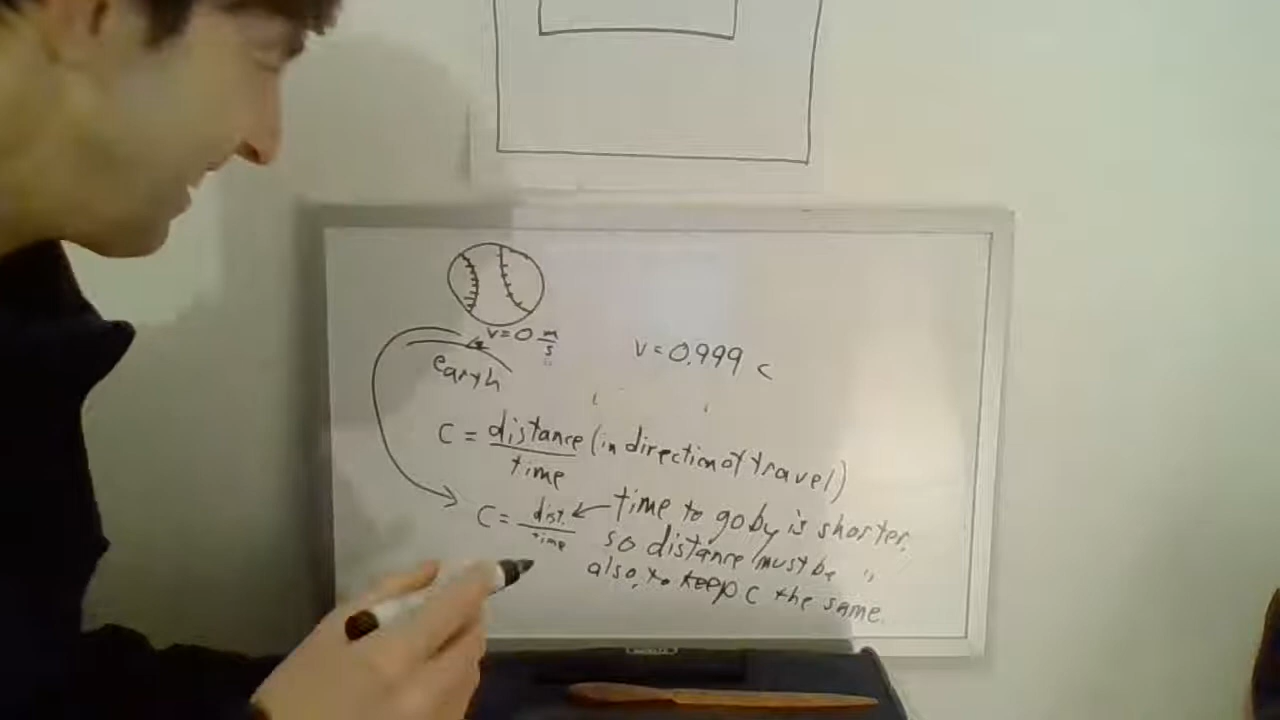 v=0 m/s
earth
v=0.999 c
c = distance/time (in direction of travel)
c = dist./time
time to go by is shorter,
so distance must be "
also, to keep c the same.